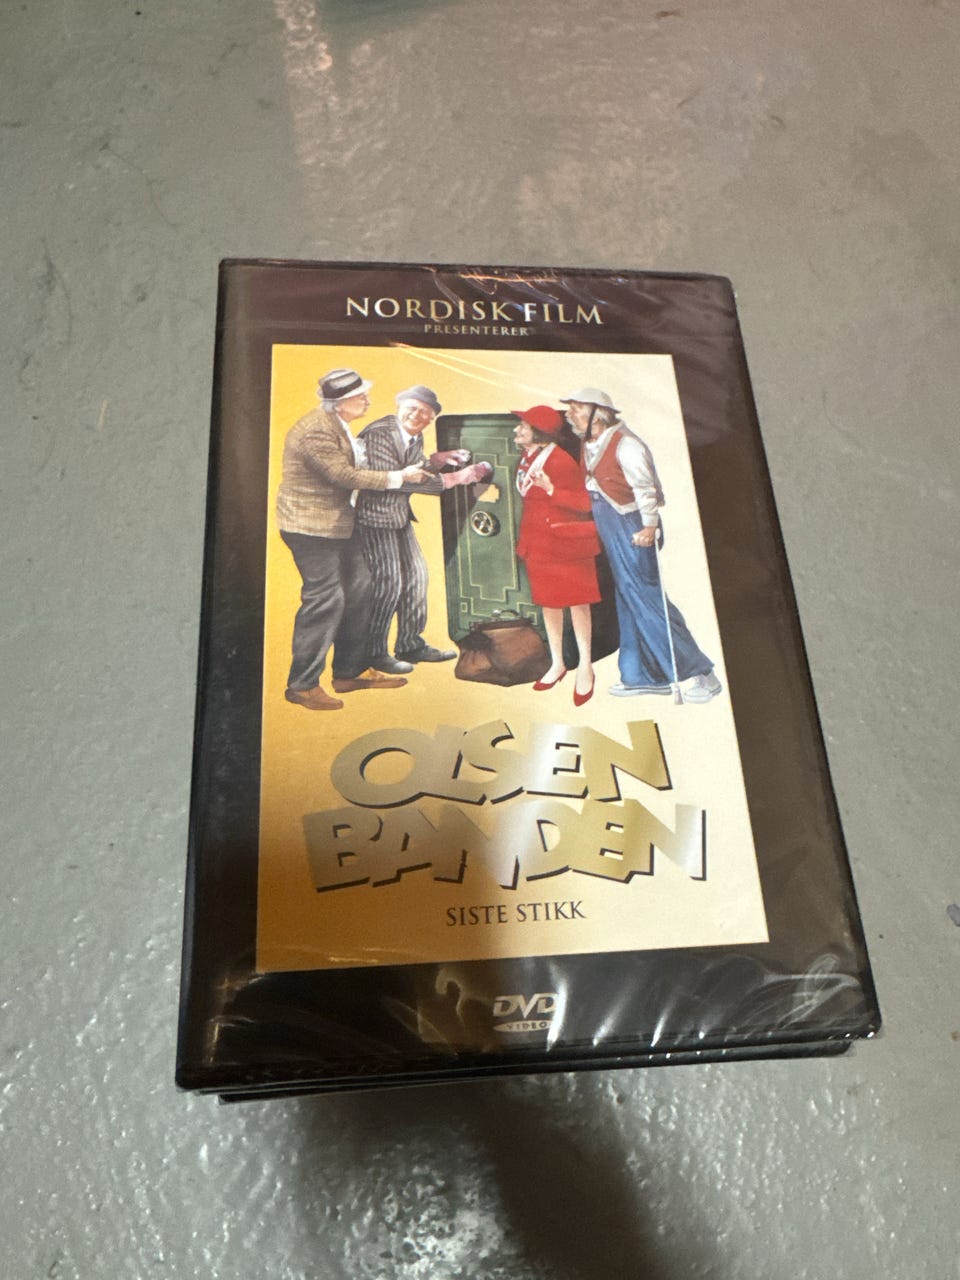 NORDISK FILM
PRESENTERER
OLSEN
BANDEN
SISTE STIKK
DVD
VIDEO